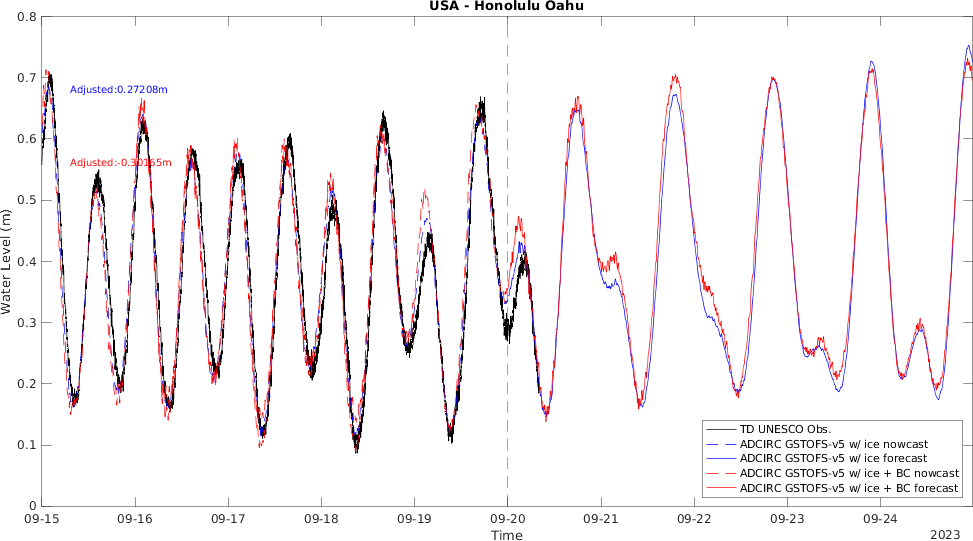 USA - Honolulu Oahu
0.8
0.7
0.6
0.5
0.4
0.3
0.2
0.1
0
Water Level (m)
Adjusted:0.27208m
Adjusted:-0.30165m
TD UNESCO Obs.
ADCIRC GSTOFS-v5 w/ ice nowcast
ADCIRC GSTOFS-v5 w/ ice forecast
ADCIRC GSTOFS-v5 w/ ice + BC nowcast
ADCIRC GSTOFS-v5 w/ ice + BC forecast
09-15 09-16 09-17 09-18 09-19 09-20 09-21 09-22 09-23 09-24
Time
2023